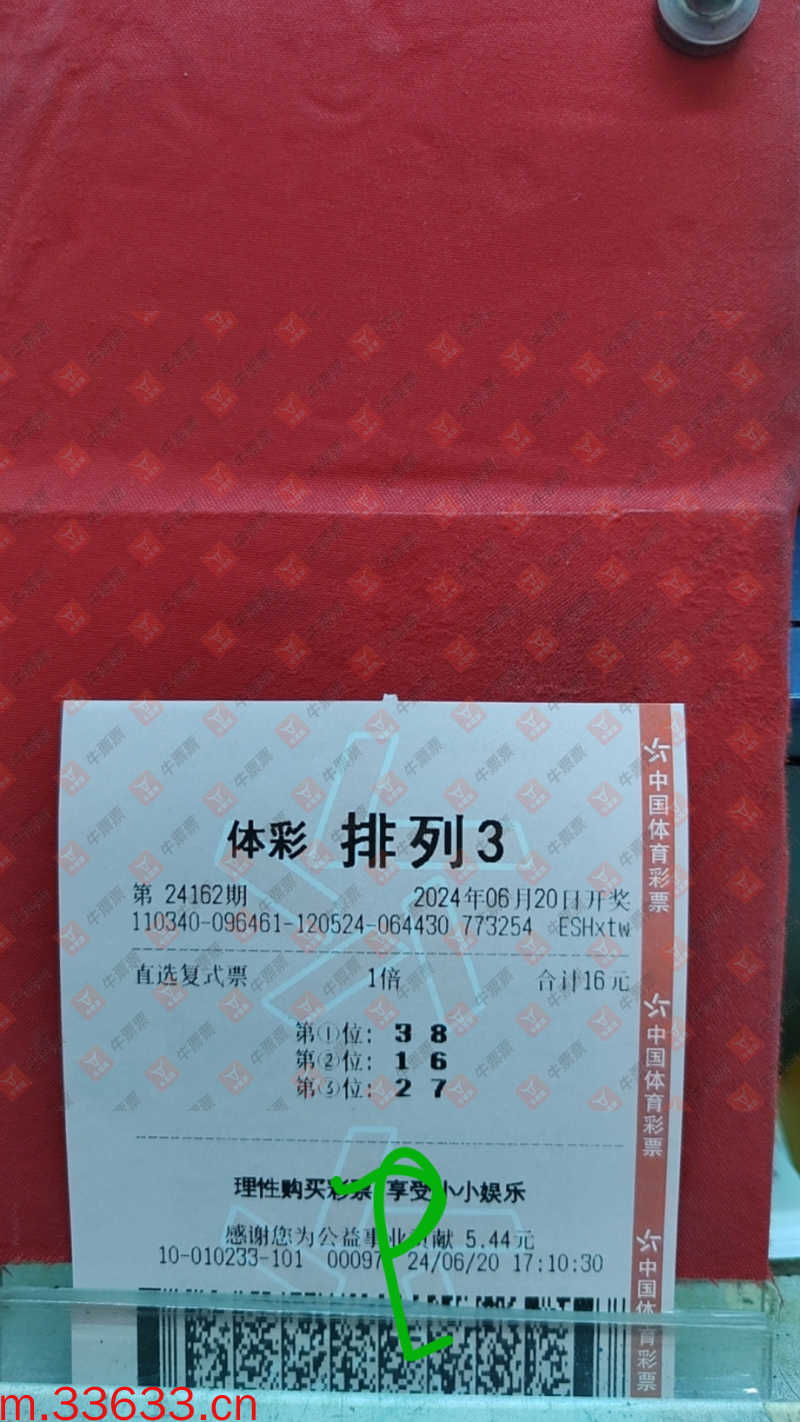 体彩 排列3
第 24162期 2024年06月20日开奖
110340-096461-120524-064430 773254 ESHxtw
直选复式票 1倍 合计16元
第①位: 3 8
第②位: 1 6
第③位: 2 7
理性购买彩票 享受小小娱乐
感谢您为公益事业贡献 5.44元
10-010233-101 00097 24/06/20 17:10:30
中国体育彩票
中国体育彩票
中国体育彩票
牛票票
P
m.33633.cn